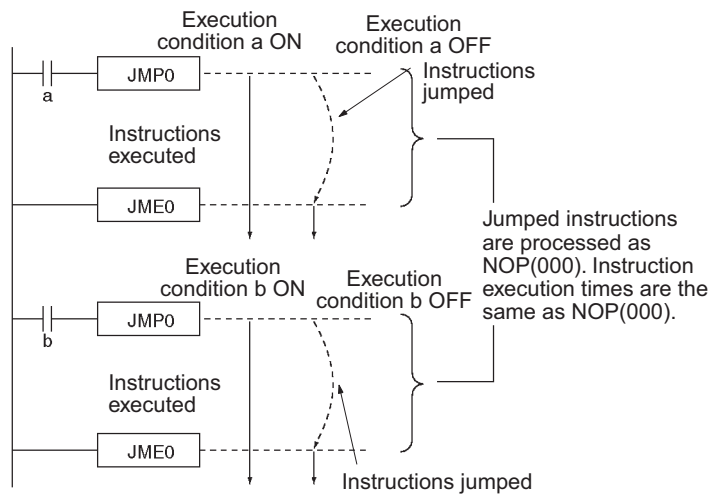 Execution
condition a ON
Execution
condition a OFF
a
JMP0
Instructions
jumped
Instructions
executed
JME0
Jumped instructions
are processed as
NOP(000). Instruction
execution times are the
same as NOP(000).
Execution
condition b ON
Execution
condition b OFF
b
JMP0
Instructions
executed
JME0
Instructions jumped